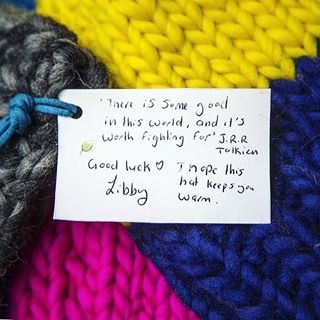 'There is some good
in this world, and it's
worth fighting for' J.R.R
Tolkien
Good luck ♡
Libby
I hope this
hat keeps you
warm.